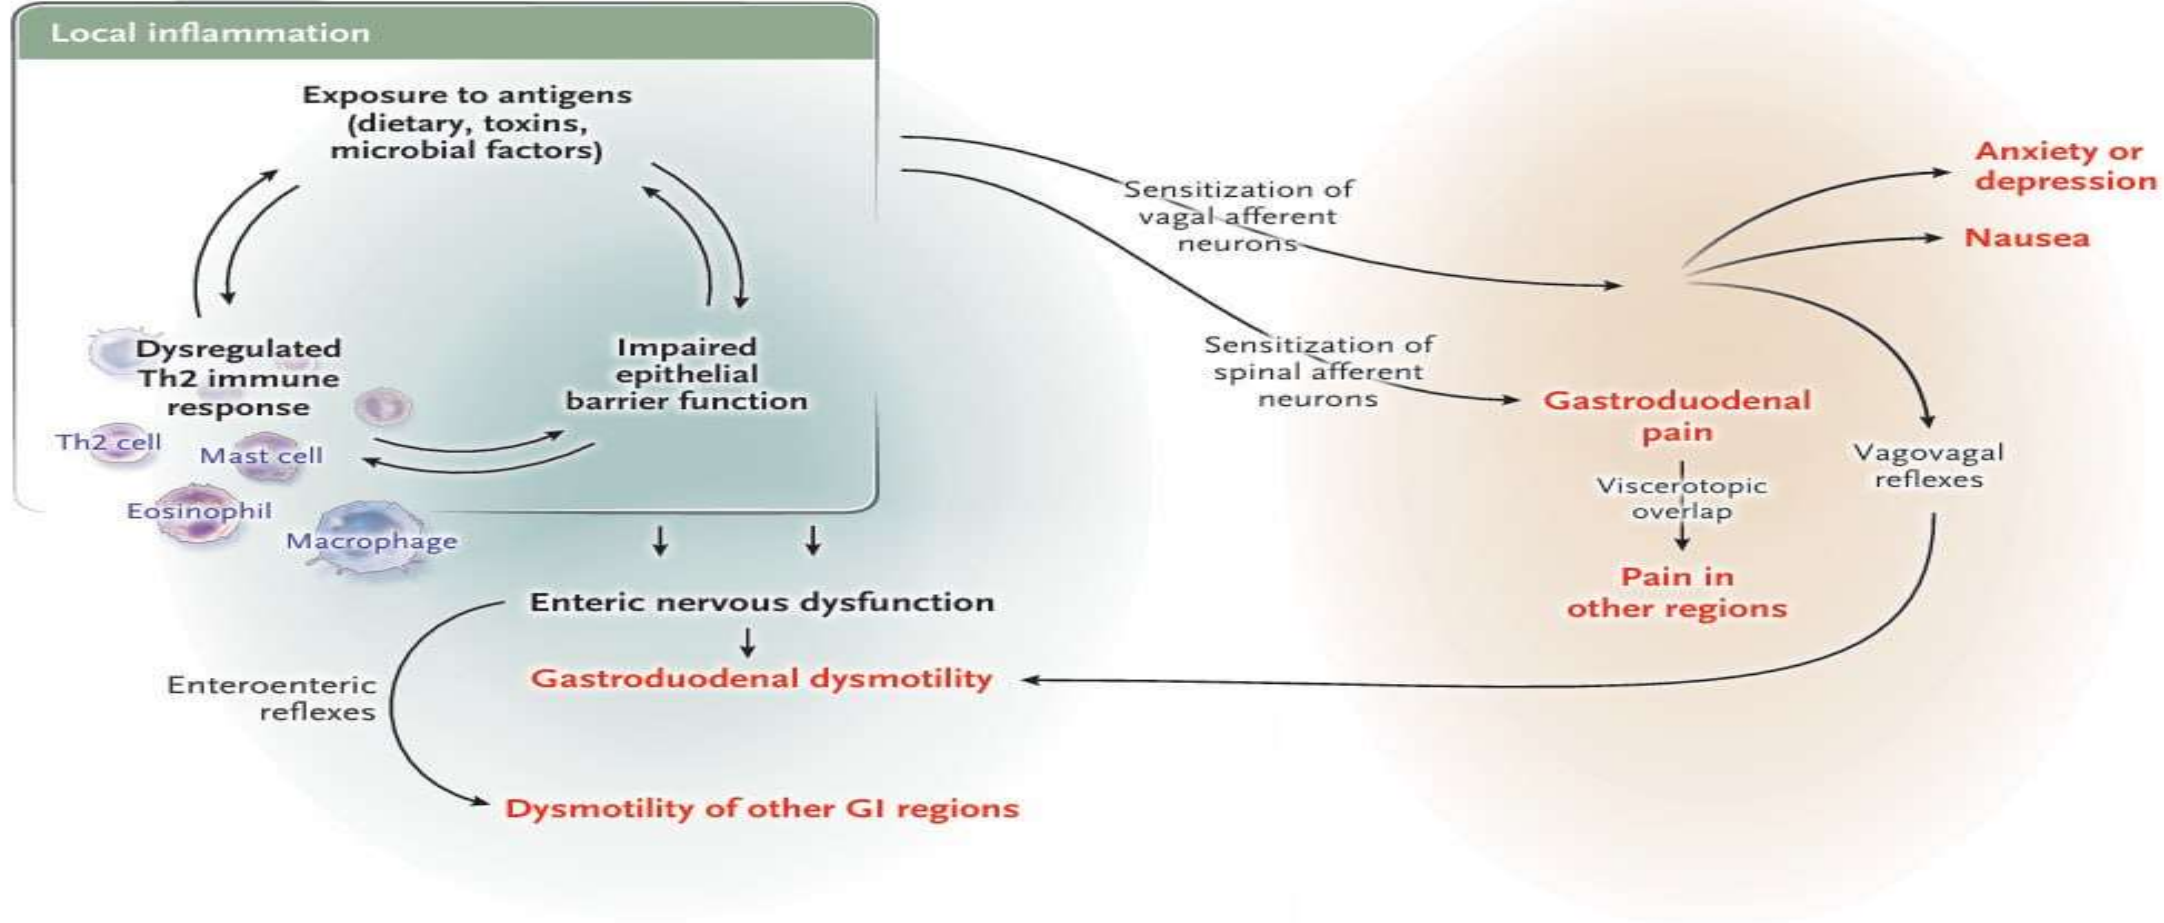 Local inflammation
Exposure to antigens
(dietary, toxins,
microbial factors)
Dysregulated
Th2 immune
response
Impaired
epithelial
barrier function
Th2 cell
Mast cell
Eosinophil
Macrophage
Enteric nervous dysfunction
Gastroduodenal dysmotility
Enteroenteric
reflexes
Dysmotility of other GI regions
Sensitization of
vagal afferent
neurons
Sensitization of
spinal afferent
neurons
Anxiety or
depression
Nausea
Gastroduodenal
pain
Viscerotopic
overlap
Pain in
other regions
Vagovagal
reflexes